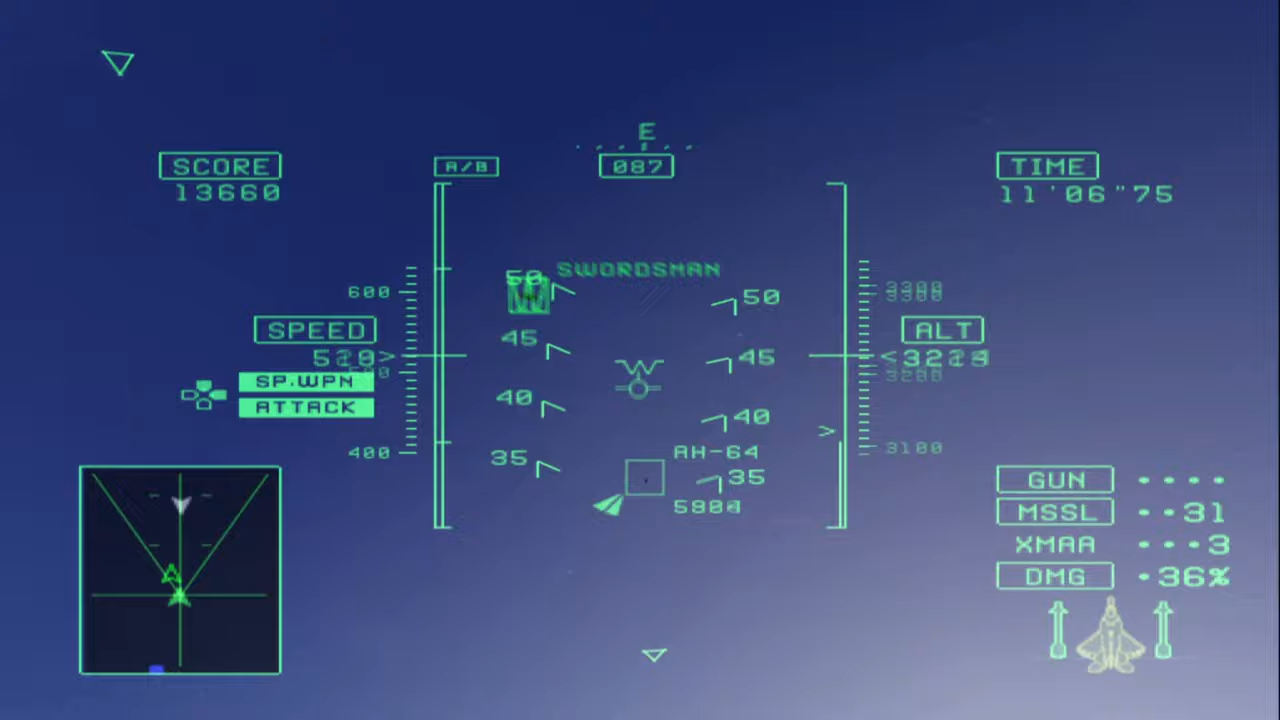 E
SCORE
A/B
087
TIME
13660
11'06"75
SWORDSMAN
50
W
50
600
3300
SPEED
45
ALT
45
SP.WPN
ATTACK
40
40
400
AH-64
3100
35
35
GUN
MSSL 31
XMAA 3
DMG 36%